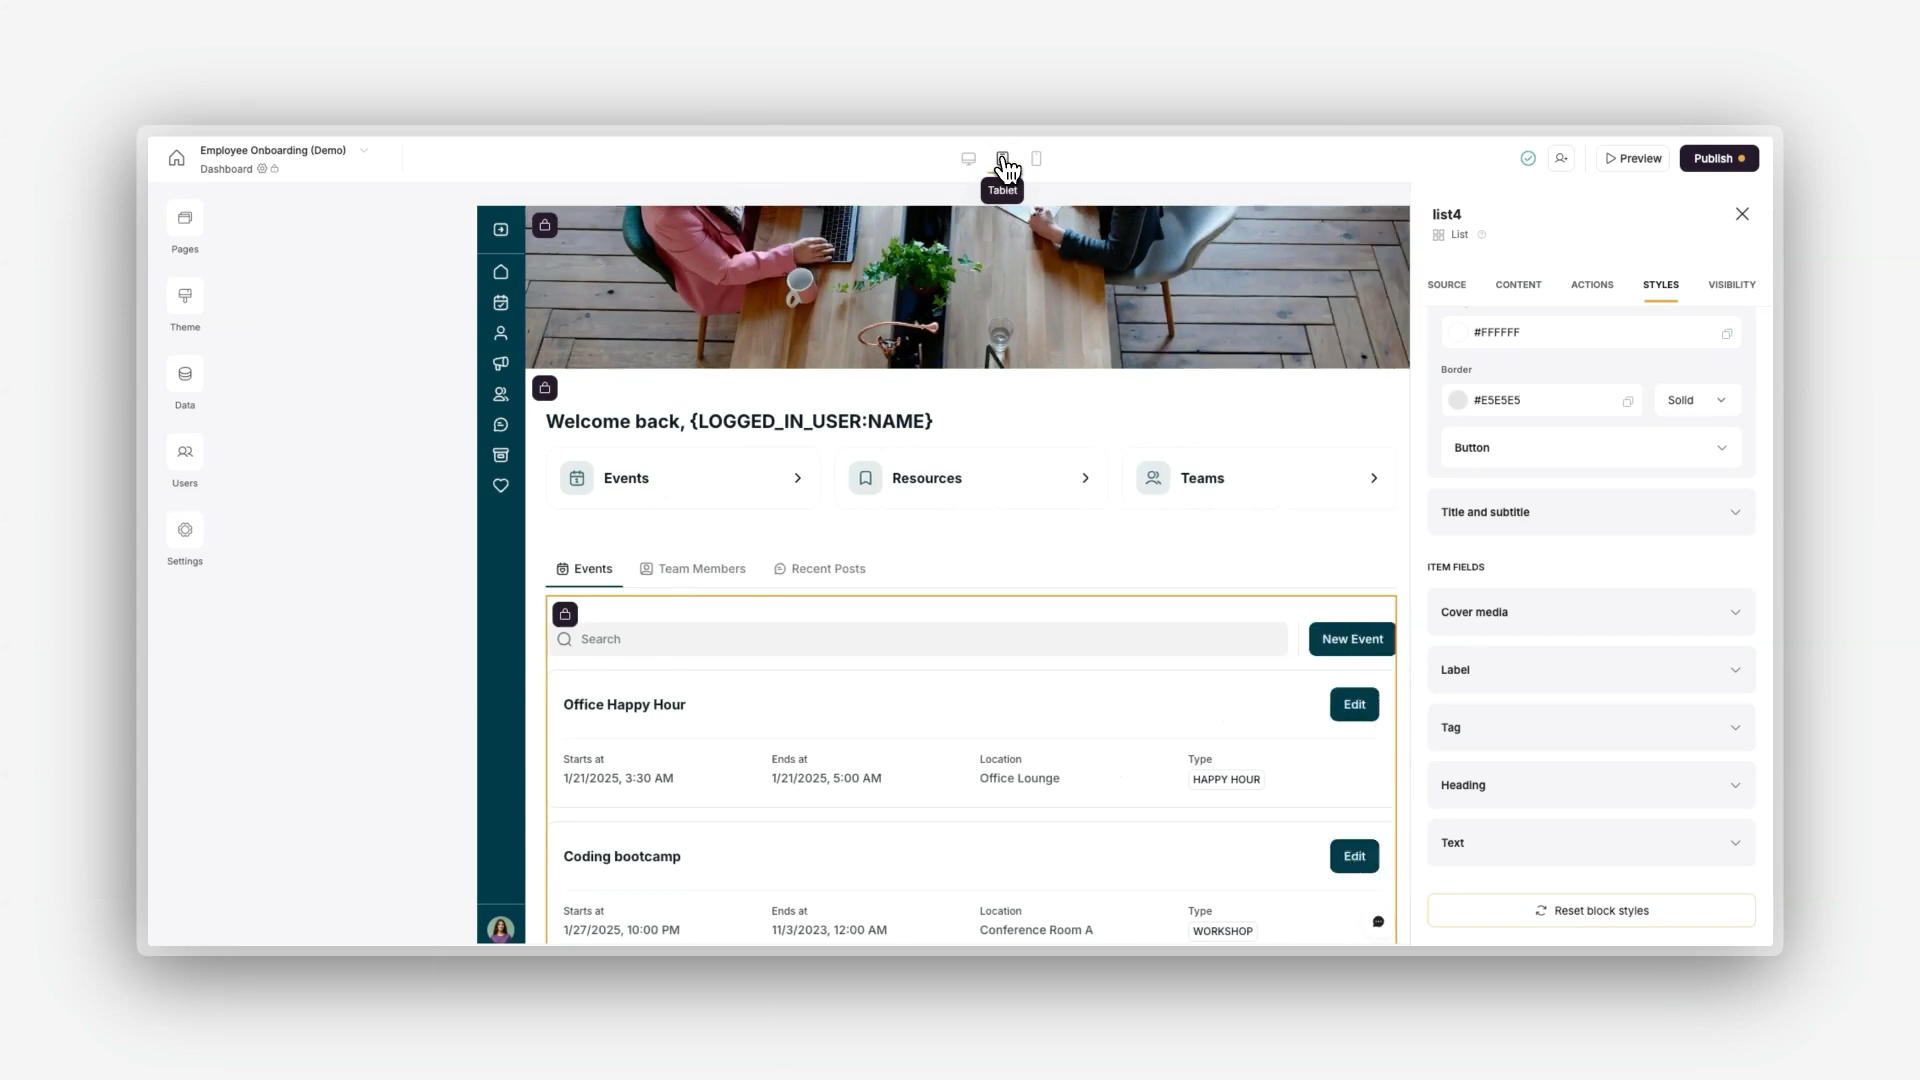 Employee Onboarding (Demo)
Dashboard
Tablet
Preview
Publish
Pages
Theme
Data
Users
Settings
Welcome back, {LOGGED_IN_USER:NAME}
Events
Resources
Teams
Events
Team Members
Recent Posts
Search
New Event
Office Happy Hour
Edit
Starts at
Ends at
Location
Type
1/21/2025, 3:30 AM
1/21/2025, 5:00 AM
Office Lounge
HAPPY HOUR
Coding bootcamp
Edit
Starts at
Ends at
Location
Type
1/27/2025, 10:00 PM
11/3/2023, 12:00 AM
Conference Room A
WORKSHOP
list4
List
SOURCE
CONTENT
ACTIONS
STYLES
VISIBILITY
#FFFFFF
Border
#E5E5E5
Solid
Button
Title and subtitle
ITEM FIELDS
Cover media
Label
Tag
Heading
Text
Reset block styles